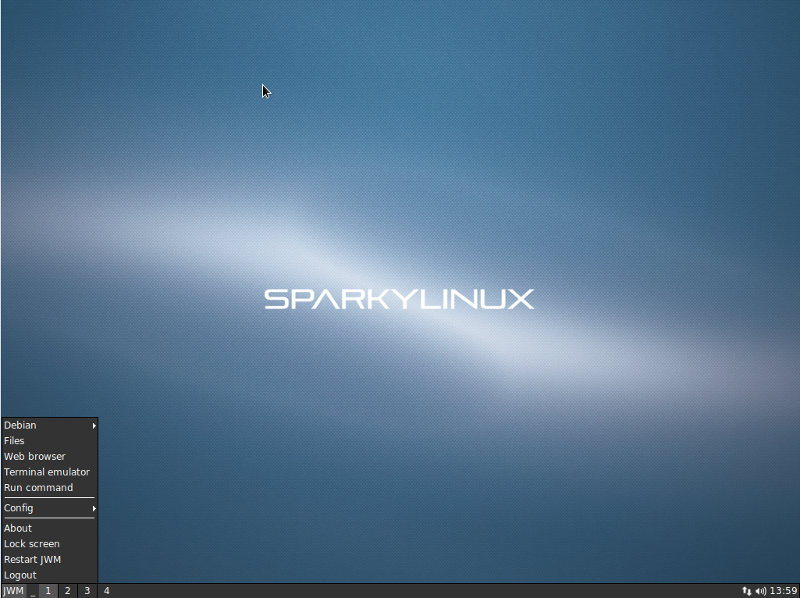 SPARKYLINUX
Debian
Files
Web browser
Terminal emulator
Run command
Config
About
Lock screen
Restart JWM
Logout
JWM _ 1 2 3 4 13:59